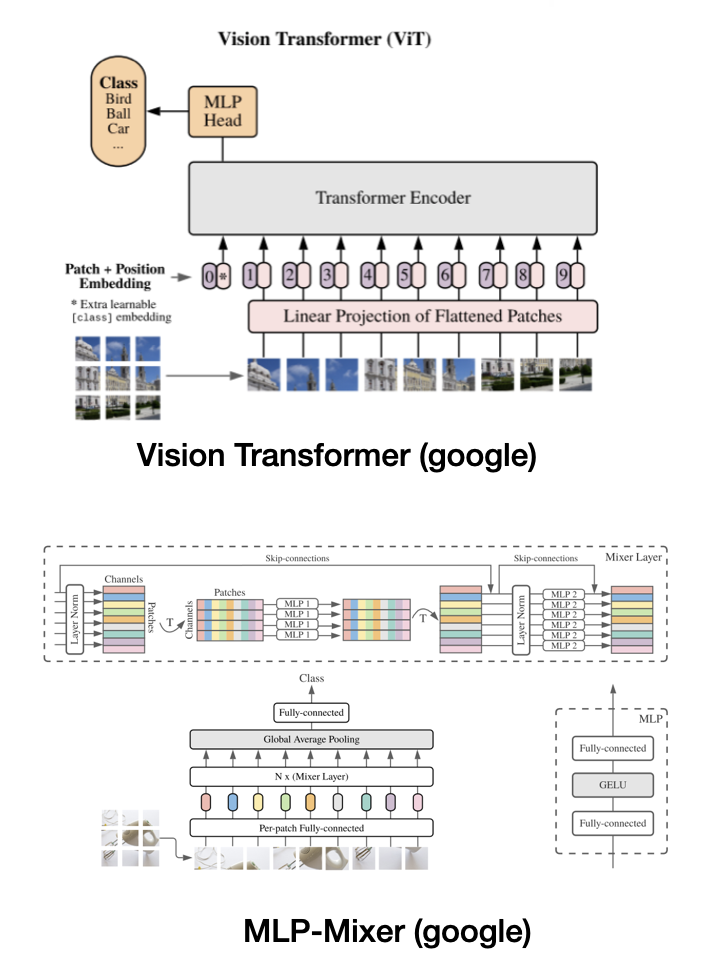 Vision Transformer (ViT)
Class
Bird
Ball
Car
...
MLP
Head
Transformer Encoder
Patch + Position
Embedding
0 * 1 2 3 4 5 6 7 8 9
* Extra learnable
[class] embedding
Linear Projection of Flattened Patches
Vision Transformer (google)
Skip-connections
Skip-connections
Mixer Layer
Layer Norm
Channels
Patches
T
Channels
Patches
MLP 1
MLP 1
MLP 1
MLP 1
T
Layer Norm
MLP 2
MLP 2
MLP 2
MLP 2
MLP 2
MLP 2
Class
Fully-connected
Global Average Pooling
N x (Mixer Layer)
Per-patch Fully-connected
MLP
Fully-connected
GELU
Fully-connected
MLP-Mixer (google)